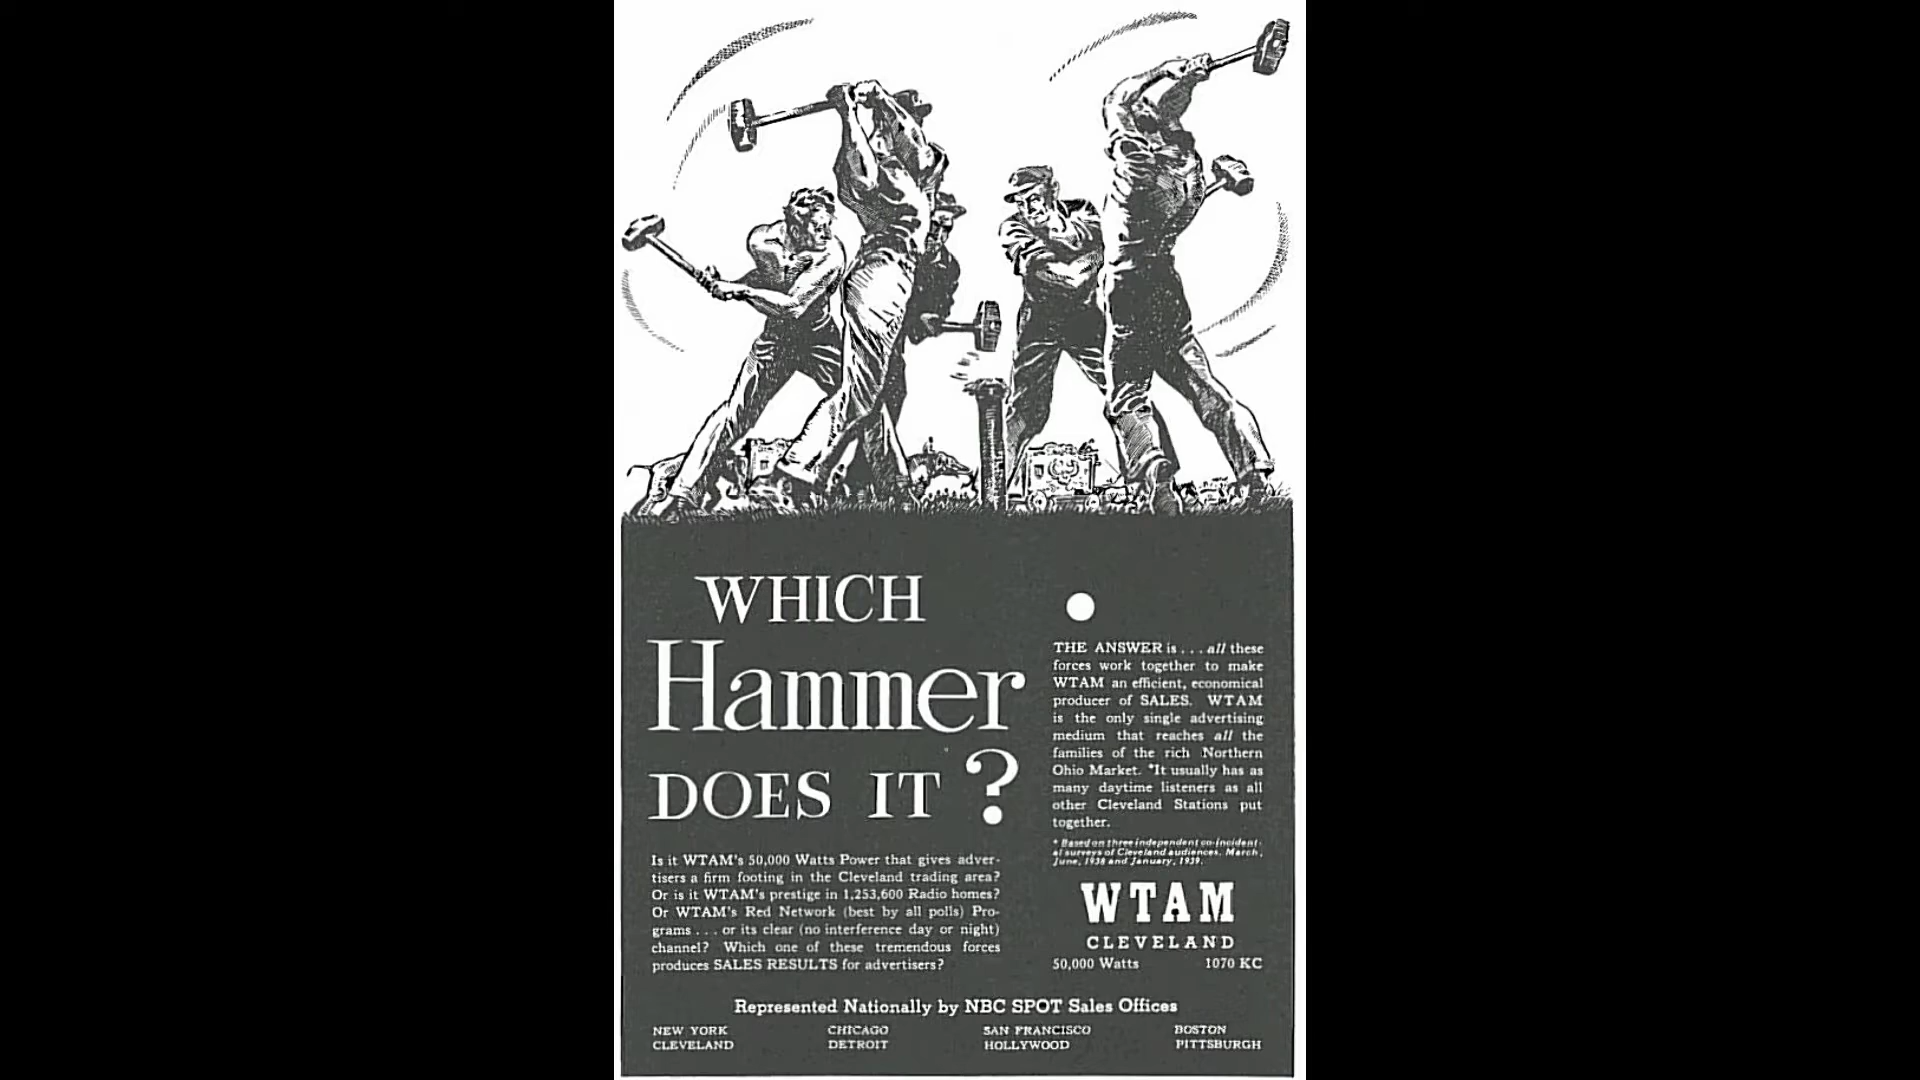 WHICH
Hammer
DOES IT ?
Is it WTAM's 50,000 Watts Power that gives adver-
tisers a firm footing in the Cleveland trading area?
Or is it WTAM's prestige in 1,253,600 Radio homes?
Or WTAM's Red Network (best by all polls) Pro-
grams . . . or its clear (no interference day or night)
channel? Which one of these tremendous forces
produces SALES RESULTS for advertisers?
THE ANSWER is . . . all these
forces work together to make
WTAM an efficient, economical
producer of SALES. WTAM
is the only single advertising
medium that reaches all the
families of the rich Northern
Ohio Market. *It usually has as
many daytime listeners as all
other Cleveland Stations put
together.
* Based on three independent co-incident-
al surveys of Cleveland audiences, March,
June, 1938 and January, 1939.
WTAM
CLEVELAND
50,000 Watts 1070 KC
Represented Nationally by NBC SPOT Sales Offices
NEW YORK CHICAGO SAN FRANCISCO BOSTON
CLEVELAND DETROIT HOLLYWOOD PITTSBURGH